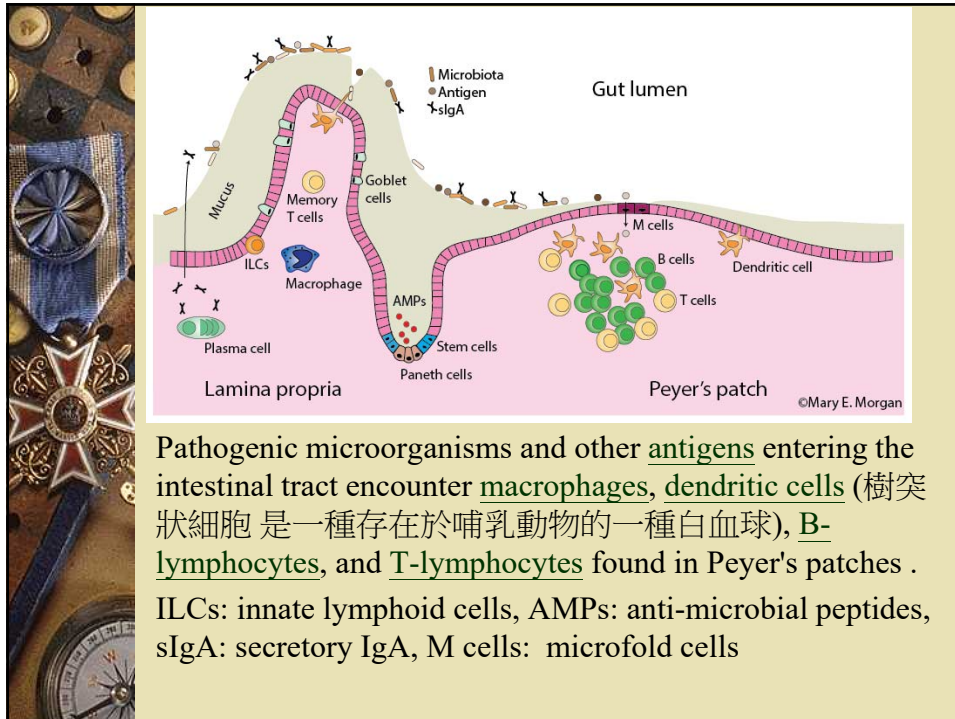 Microbiota
Antigen
sIgA
Gut lumen
Mucus
Goblet
cells
Memory
T cells
M cells
ILCs
Macrophage
B cells
Dendritic cell
AMPs
T cells
Plasma cell
Stem cells
Paneth cells
Lamina propria
Peyer's patch
©Mary E. Morgan
Pathogenic microorganisms and other antigens entering the
intestinal tract encounter macrophages, dendritic cells (樹突
狀細胞 是一種存在於哺乳動物的一種白血球), B-
lymphocytes, and T-lymphocytes found in Peyer's patches .
ILCs: innate lymphoid cells, AMPs: anti-microbial peptides,
sIgA: secretory IgA, M cells:  microfold cells